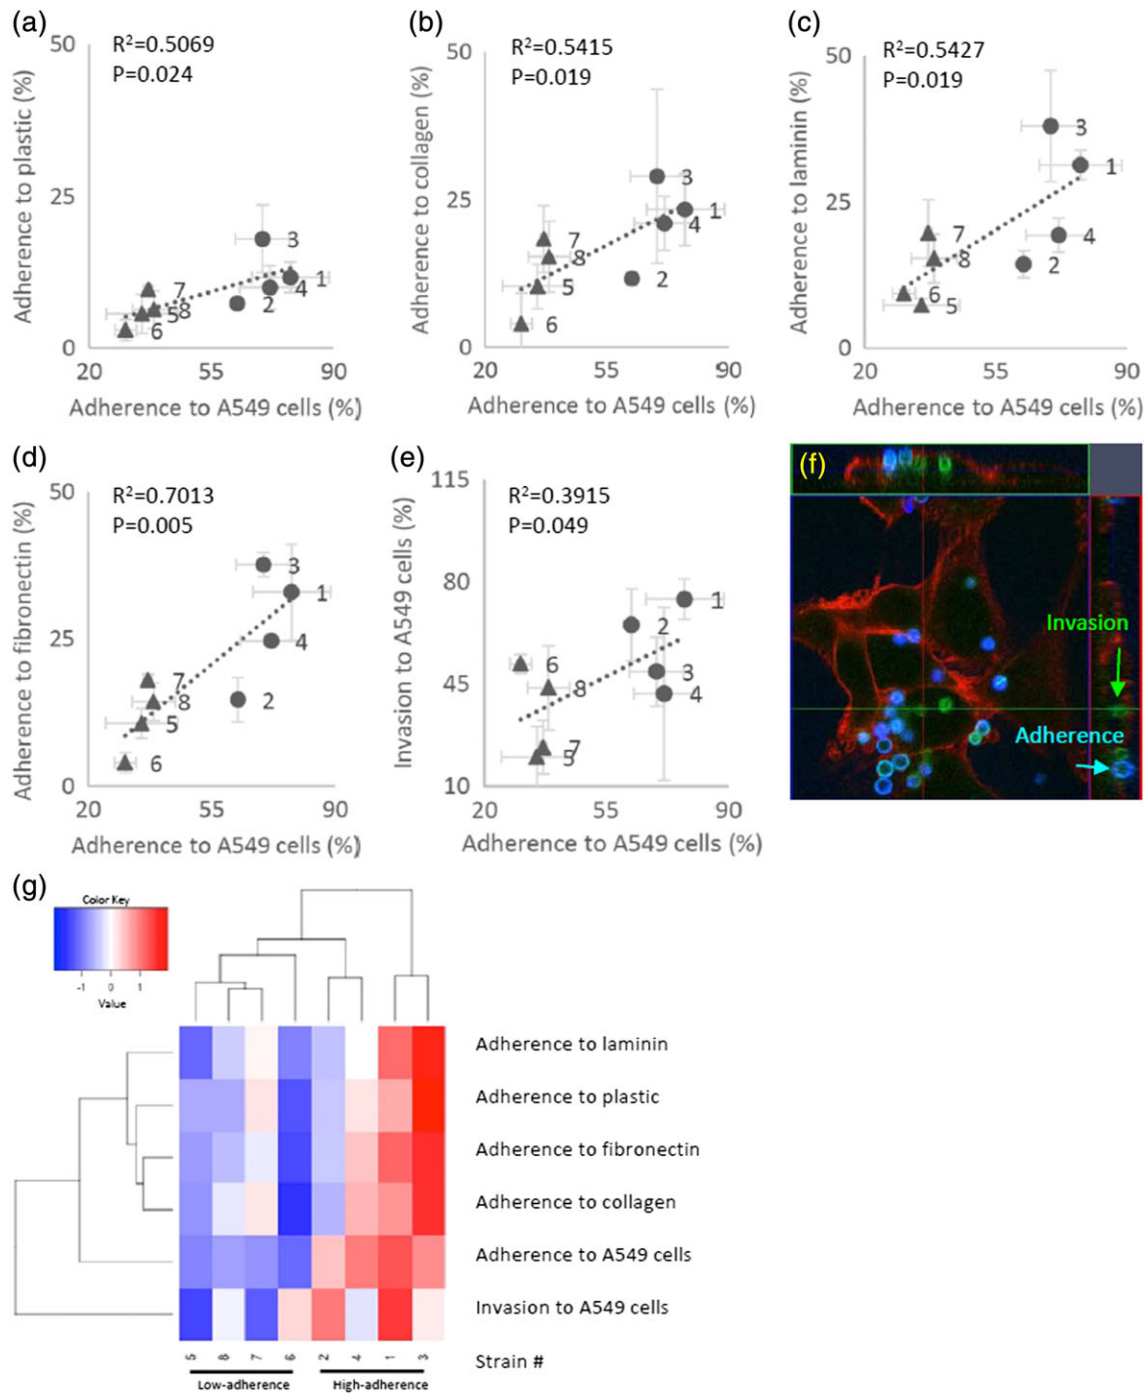 (a)
R²=0.5069
P=0.024
Adherence to plastic (%)
50
25
0
3
1
4
2
7
8
5
6
20 55 90
Adherence to A549 cells (%)
(b)
R²=0.5415
P=0.019
Adherence to collagen (%)
50
25
0
3
1
4
2
7
8
5
6
20 55 90
Adherence to A549 cells (%)
(c)
R²=0.5427
P=0.019
Adherence to laminin (%)
50
25
0
3
1
4
2
7
8
6
5
20 55 90
Adherence to A549 cells (%)
(d)
R²=0.7013
P=0.005
Adherence to fibronectin (%)
50
25
0
3
1
4
2
7
8
5
6
20 55 90
Adherence to A549 cells (%)
(e)
R²=0.3915
P=0.049
Invasion to A549 cells (%)
115
80
45
10
1
2
3
4
6
8
7
5
20 55 90
Adherence to A549 cells (%)
(f)
Invasion
Adherence
(g)
Color Key
-1 0 1
Value
Adherence to laminin
Adherence to plastic
Adherence to fibronectin
Adherence to collagen
Adherence to A549 cells
Invasion to A549 cells
5 8 7 6 2 4 1 3 Strain #
Low-adherence High-adherence